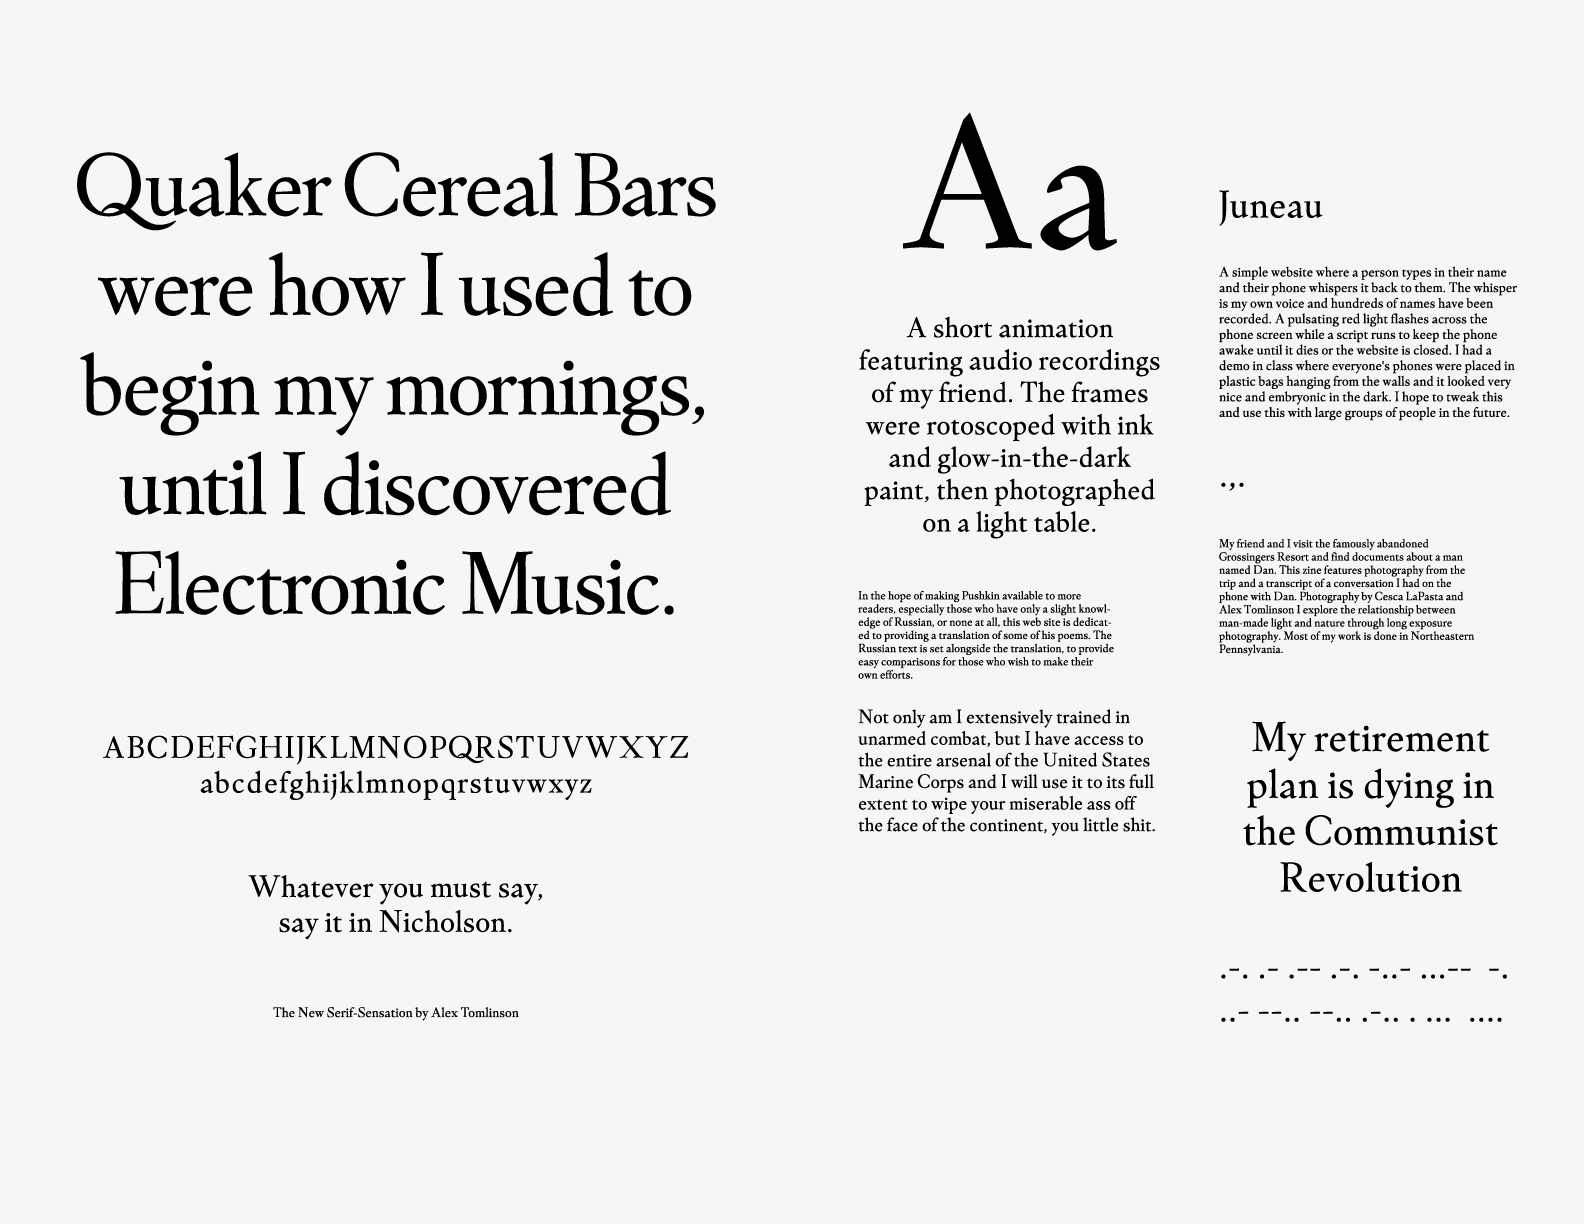 Quaker Cereal Bars
were how I used to
begin my mornings,
until I discovered
Electronic Music.
ABCDEFGHIJKLMNOPQRSTUVWXYZ
abcdefghijklmnopqrstuvwxyz
Whatever you must say,
say it in Nicholson.
The New Serif-Sensation by Alex Tomlinson
Aa
A short animation
featuring audio recordings
of my friend. The frames
were rotoscoped with ink
and glow-in-the-dark
paint, then photographed
on a light table.
In the hope of making Pushkin available to more
readers, especially those who have only a slight knowl-
edge of Russian, or none at all, this web site is dedicat-
ed to providing a translation of some of his poems. The
Russian text is set alongside the translation, to provide
easy comparisons for those who wish to make their
own efforts.
Not only am I extensively trained in
unarmed combat, but I have access to
the entire arsenal of the United States
Marine Corps and I will use it to its full
extent to wipe your miserable ass off
the face of the continent, you little shit.
Juneau
A simple website where a person types in their name
and their phone whispers it back to them. The whisper
is my own voice and hundreds of names have been
recorded. A pulsating red light flashes across the
phone screen while a script runs to keep the phone
awake until it dies or the website is closed. I had a
demo in class where everyone's phones were placed in
plastic bags hanging from the walls and it looked very
nice and embryonic in the dark. I hope to tweak this
and use this with large groups of people in the future.
.,.
My friend and I visit the famously abandoned
Grossingers Resort and find documents about a man
named Dan. This zine features photography from the
trip and a transcript of a conversation I had on the
phone with Dan. Photography by Cesca LaPasta and
Alex Tomlinson I explore the relationship between
man-made light and nature through long exposure
photography. Most of my work is done in Northeastern
Pennsylvania.
My retirement
plan is dying in
the Communist
Revolution
.-. .- .-- .-. -..- ...-- -.
..- --.. --.. .-.. . ... ....